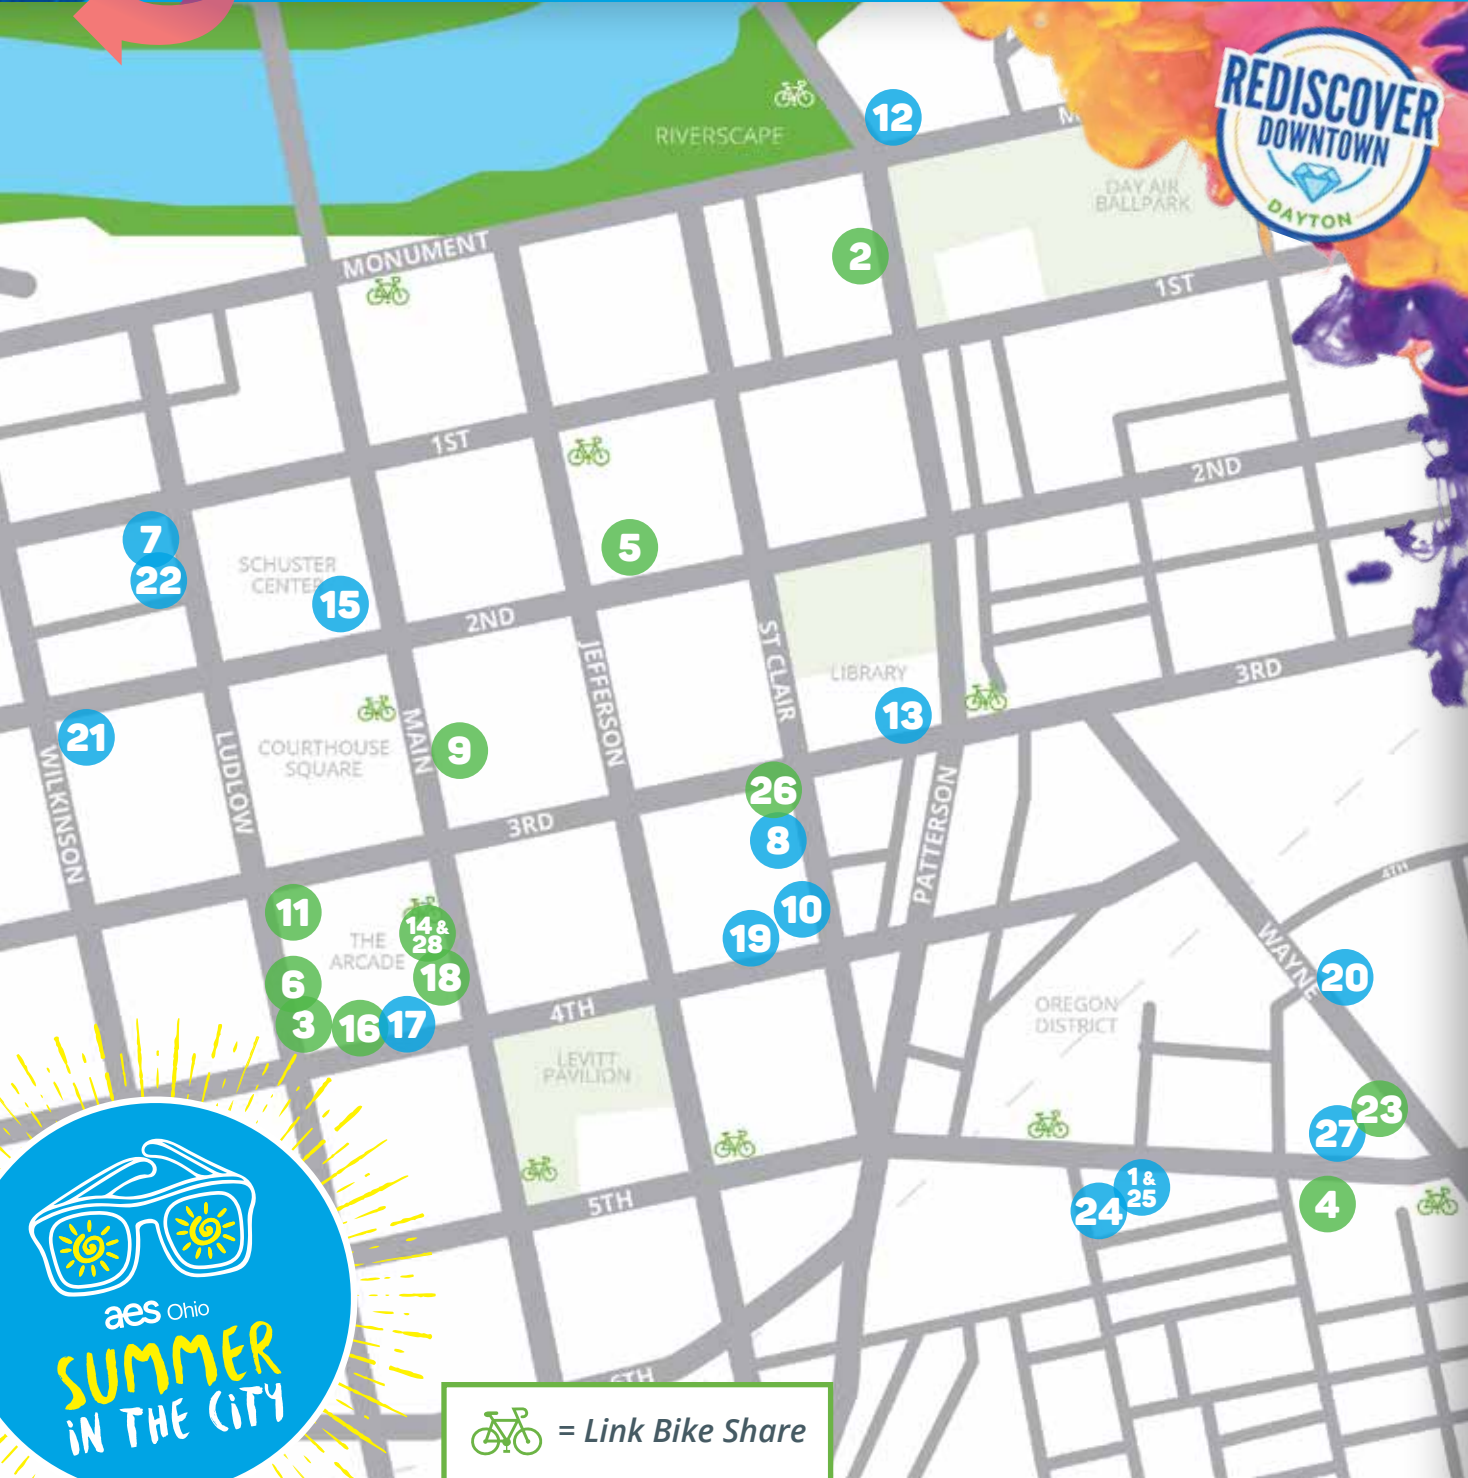 REDISCOVER
DOWNTOWN
DAYTON
12
RIVERSCAPE
DAY AIR
BALLPARK
2
MONUMENT
1ST
1ST
2ND
5
7
22
SCHUSTER
CENTER
15
2ND
JEFFERSON
ST CLAIR
LIBRARY
13
3RD
21
WILKINSON
LUDLOW
COURTHOUSE
SQUARE
MAIN
9
3RD
26
8
PATTERSON
4TH
11
14 &
28
THE
ARCADE
18
10
19
WAYNE
20
6
3
16
17
4TH
OREGON
DISTRICT
LEVITT
PAVILION
23
27
1 &
25
24
4
5TH
aes Ohio
SUMMER
IN THE CITY
= Link Bike Share